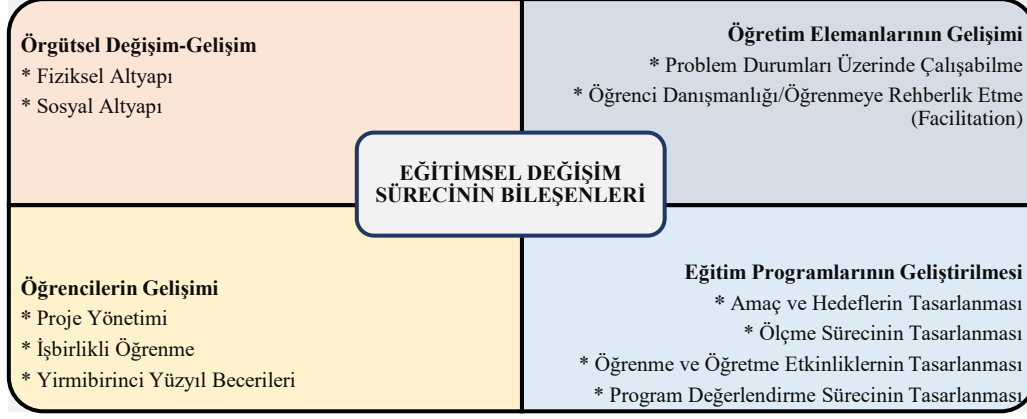 Örgütsel Değişim-Gelişim
* Fiziksel Altyapı
* Sosyal Altyapı
Öğretim Elemanlarının Gelişimi
* Problem Durumları Üzerinde Çalışabilme
* Öğrenci Danışmanlığı/Öğrenmeye Rehberlik Etme
(Facilitation)
EĞİTİMSEL DEĞİŞİM
SÜRECİNİN BİLEŞENLERİ
Öğrencilerin Gelişimi
* Proje Yönetimi
* İşbirlikli Öğrenme
* Yirmibirinci Yüzyıl Becerileri
Eğitim Programlarının Geliştirilmesi
* Amaç ve Hedeflerin Tasarlanması
* Ölçme Sürecinin Tasarlanması
* Öğrenme ve Öğretme Etkinliklernin Tasarlanması
* Program Değerlendirme Sürecinin Tasarlanması